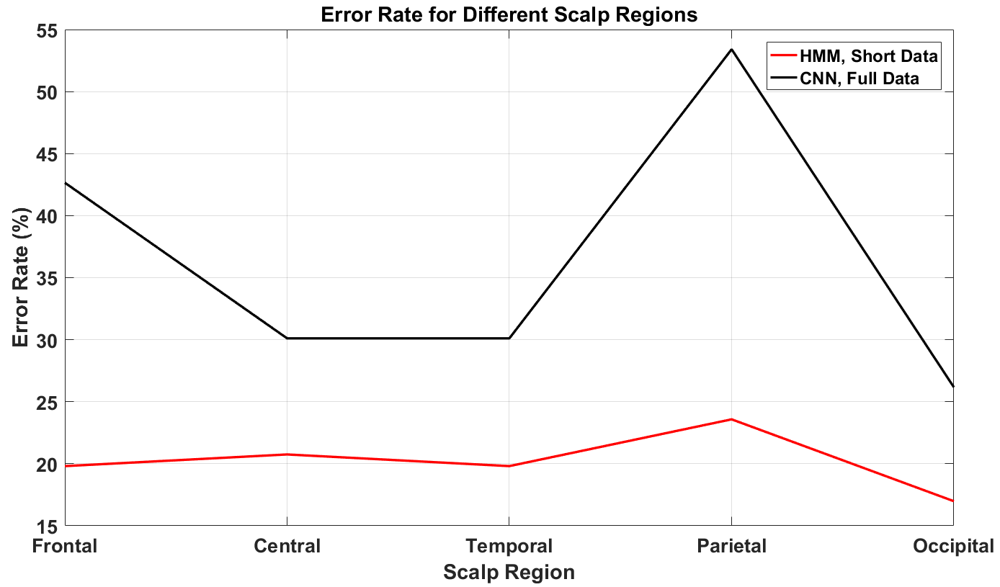 Error Rate for Different Scalp Regions
HMM, Short Data
CNN, Full Data
Error Rate (%)
55
50
45
40
35
30
25
20
15
Frontal Central Temporal Parietal Occipital
Scalp Region